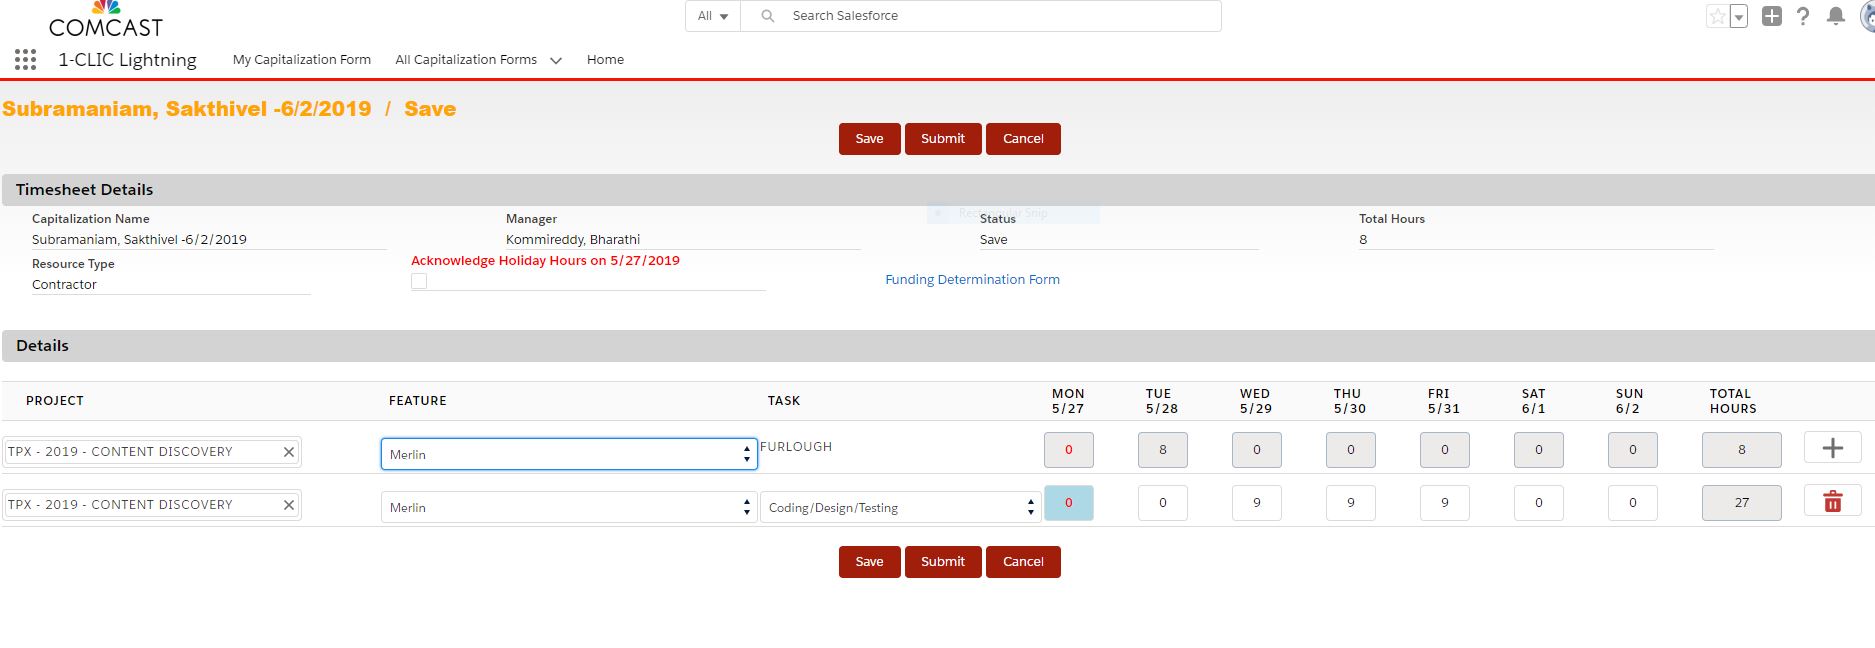 COMCAST
All
Search Salesforce
1-CLIC Lightning
My Capitalization Form
All Capitalization Forms
Home
Subramaniam, Sakthivel -6/2/2019 / Save
Save Submit Cancel
Timesheet Details
Capitalization Name
Manager
Rectangular Snip
Status
Total Hours
Subramaniam, Sakthivel -6/2/2019
Kommireddy, Bharathi
Save
8
Resource Type
Acknowledge Holiday Hours on 5/27/2019
Contractor
Funding Determination Form
Details
PROJECT FEATURE TASK MON 5/27 TUE 5/28 WED 5/29 THU 5/30 FRI 5/31 SAT 6/1 SUN 6/2 TOTAL HOURS
TPX - 2019 - CONTENT DISCOVERY Merlin FURLOUGH 0 8 0 0 0 0 0 8
TPX - 2019 - CONTENT DISCOVERY Merlin Coding/Design/Testing 0 0 9 9 9 0 0 27
Save Submit Cancel